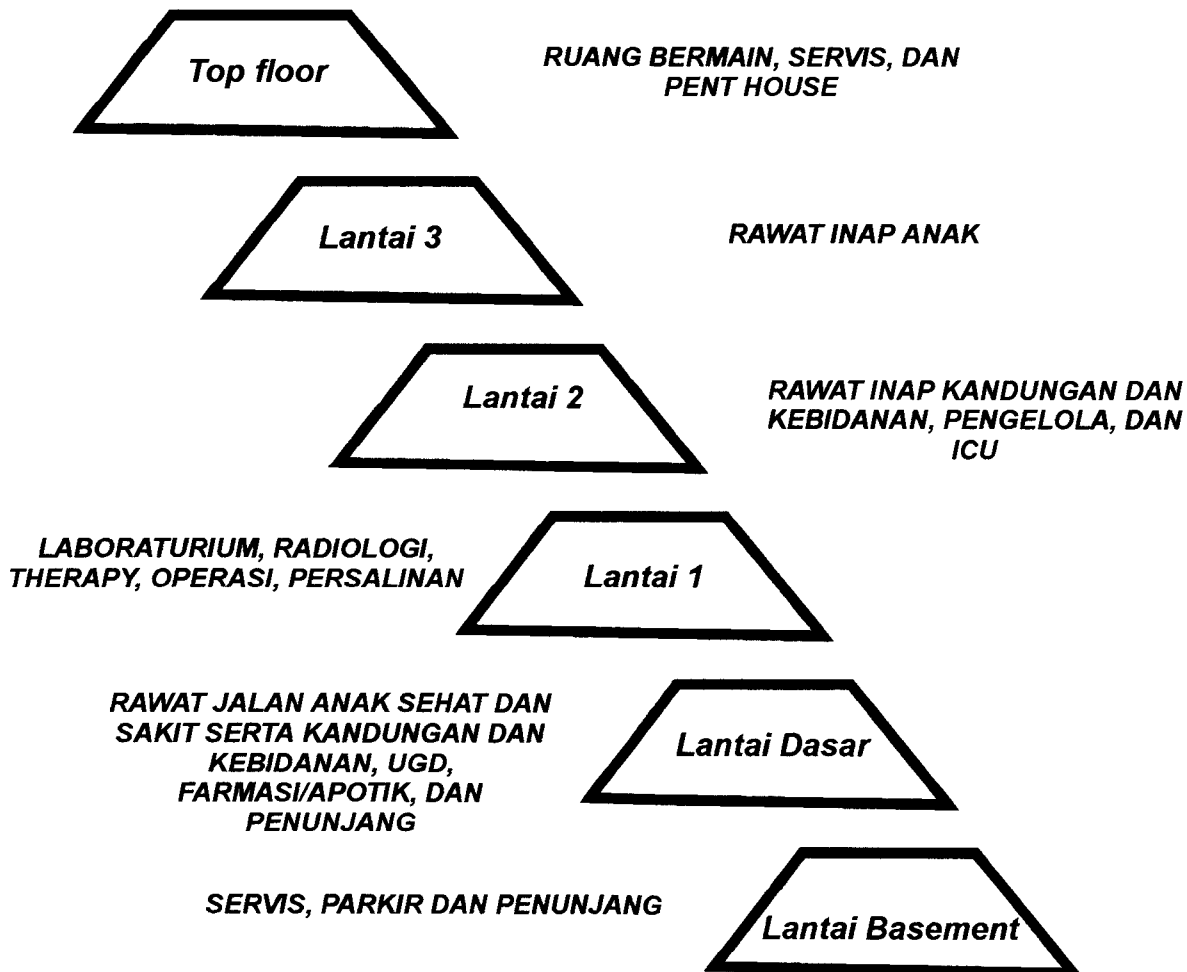 Top floor
RUANG BERMAIN, SERVIS, DAN
PENT HOUSE
Lantai 3
RAWAT INAP ANAK
Lantai 2
RAWAT INAP KANDUNGAN DAN
KEBIDANAN, PENGELOLA, DAN
ICU
LABORATURIUM, RADIOLOGI,
THERAPY, OPERASI, PERSALINAN
Lantai 1
RAWAT JALAN ANAK SEHAT DAN
SAKIT SERTA KANDUNGAN DAN
KEBIDANAN, UGD,
FARMASI/APOTIK, DAN
PENUNJANG
Lantai Dasar
SERVIS, PARKIR DAN PENUNJANG
Lantai Basement